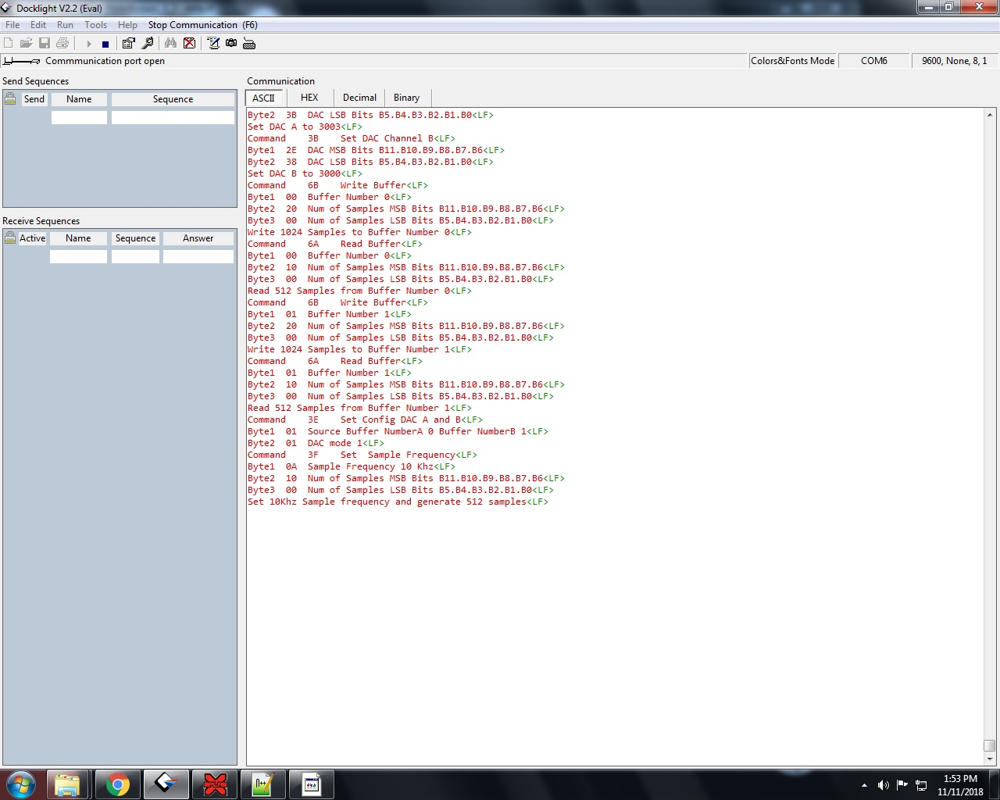 Docklight V2.2 (Eval)
File Edit Run Tools Help Stop Communication (F6)
Commmunication port open Colors&Fonts Mode COM6 9600, None, 8, 1
Send Sequences
Send Name Sequence
Receive Sequences
Active Name Sequence Answer
Communication
ASCII HEX Decimal Binary
Byte2 3B DAC LSB Bits B5.B4.B3.B2.B1.B0<LF>
Set DAC A to 3003<LF>
Command 3B Set DAC Channel B<LF>
Byte1 2E DAC MSB Bits B11.B10.B9.B8.B7.B6<LF>
Byte2 38 DAC LSB Bits B5.B4.B3.B2.B1.B0<LF>
Set DAC B to 3000<LF>
Command 6B Write Buffer<LF>
Byte1 00 Buffer Number 0<LF>
Byte2 20 Num of Samples MSB Bits B11.B10.B9.B8.B7.B6<LF>
Byte3 00 Num of Samples LSB Bits B5.B4.B3.B2.B1.B0<LF>
Write 1024 Samples to Buffer Number 0<LF>
Command 6A Read Buffer<LF>
Byte1 00 Buffer Number 0<LF>
Byte2 10 Num of Samples MSB Bits B11.B10.B9.B8.B7.B6<LF>
Byte3 00 Num of Samples LSB Bits B5.B4.B3.B2.B1.B0<LF>
Read 512 Samples from Buffer Number 0<LF>
Command 6B Write Buffer<LF>
Byte1 01 Buffer Number 1<LF>
Byte2 20 Num of Samples MSB Bits B11.B10.B9.B8.B7.B6<LF>
Byte3 00 Num of Samples LSB Bits B5.B4.B3.B2.B1.B0<LF>
Write 1024 Samples to Buffer Number 1<LF>
Command 6A Read Buffer<LF>
Byte1 01 Buffer Number 1<LF>
Byte2 10 Num of Samples MSB Bits B11.B10.B9.B8.B7.B6<LF>
Byte3 00 Num of Samples LSB Bits B5.B4.B3.B2.B1.B0<LF>
Read 512 Samples from Buffer Number 1<LF>
Command 3E Set Config DAC A and B<LF>
Byte1 01 Source Buffer NumberA 0 Buffer NumberB 1<LF>
Byte2 01 DAC mode 1<LF>
Command 3F Set Sample Frequency<LF>
Byte1 0A Sample Frequency 10 Khz<LF>
Byte2 10 Num of Samples MSB Bits B11.B10.B9.B8.B7.B6<LF>
Byte3 00 Num of Samples LSB Bits B5.B4.B3.B2.B1.B0<LF>
Set 10Khz Sample frequency and generate 512 samples<LF>
1:53 PM
11/11/2018